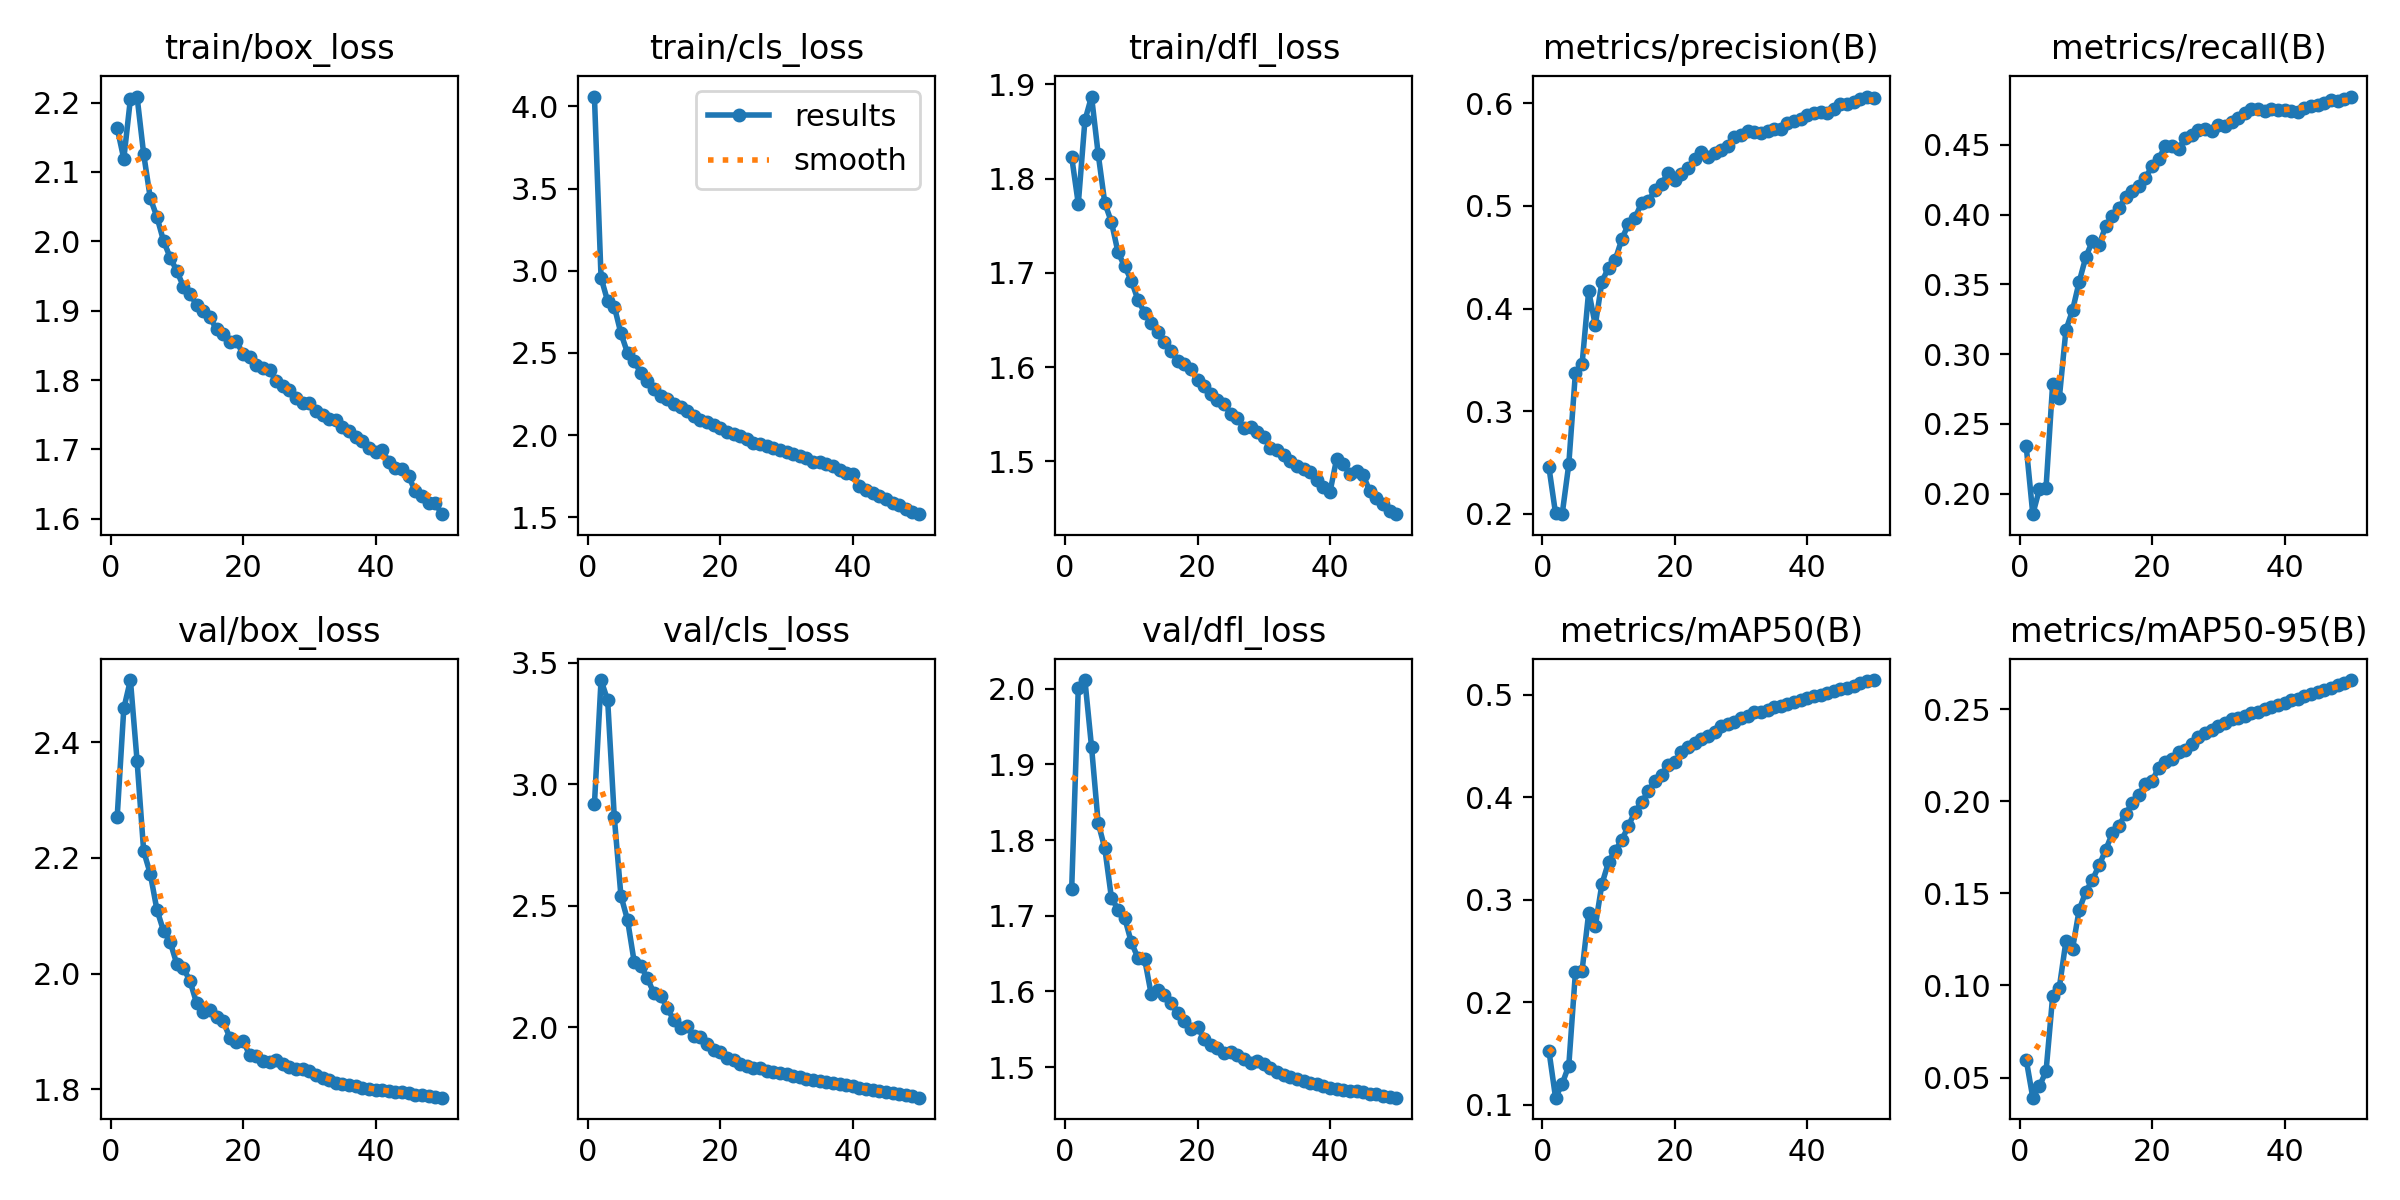 train/box_loss
2.2
2.1
2.0
1.9
1.8
1.7
1.6
0 20 40
train/cls_loss
results
smooth
4.0
3.5
3.0
2.5
2.0
1.5
0 20 40
train/dfl_loss
1.9
1.8
1.7
1.6
1.5
0 20 40
metrics/precision(B)
0.6
0.5
0.4
0.3
0.2
0 20 40
metrics/recall(B)
0.45
0.40
0.35
0.30
0.25
0.20
0 20 40
val/box_loss
2.4
2.2
2.0
1.8
0 20 40
val/cls_loss
3.5
3.0
2.5
2.0
0 20 40
val/dfl_loss
2.0
1.9
1.8
1.7
1.6
1.5
0 20 40
metrics/mAP50(B)
0.5
0.4
0.3
0.2
0.1
0 20 40
metrics/mAP50-95(B)
0.25
0.20
0.15
0.10
0.05
0 20 40